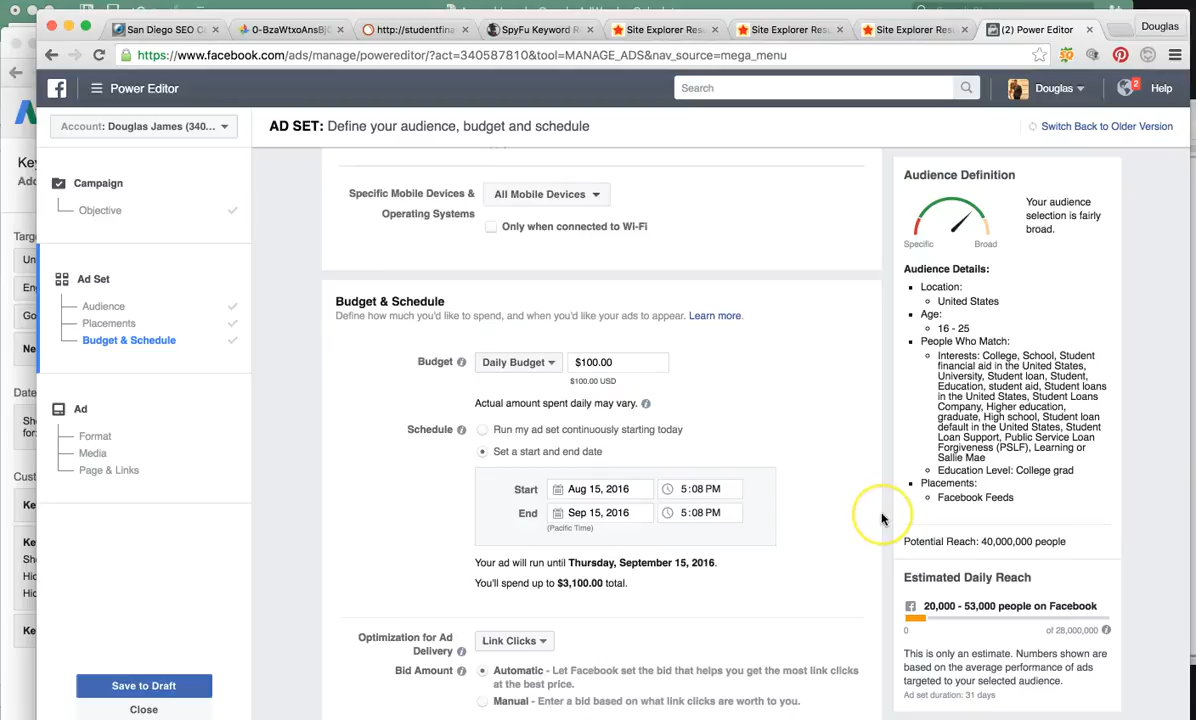 San Diego SEO C
0-BzaWtxoAnsBjC
http://studentfina
SpyFu Keyword R
Site Explorer Resu
Site Explorer Resu
Site Explorer Resu
(2) Power Editor
Douglas
https://www.facebook.com/ads/manage/powereditor/?act=340587810&tool=MANAGE_ADS&nav_source=mega_menu
Power Editor
Search
Douglas
2
Help
Account: Douglas James (340...
AD SET: Define your audience, budget and schedule
Switch Back to Older Version
Campaign
Objective
Ad Set
Audience
Placements
Budget & Schedule
Ad
Format
Media
Page & Links
Save to Draft
Close
Specific Mobile Devices &
Operating Systems
All Mobile Devices
Only when connected to Wi-Fi
Budget & Schedule
Define how much you'd like to spend, and when you'd like your ads to appear. Learn more.
Budget
Daily Budget
$100.00
$100.00 USD
Actual amount spent daily may vary.
Schedule
Run my ad set continuously starting today
Set a start and end date
Start
Aug 15, 2016
5:08 PM
End
Sep 15, 2016
5:08 PM
(Pacific Time)
Your ad will run until Thursday, September 15, 2016.
You'll spend up to $3,100.00 total.
Optimization for Ad
Delivery
Link Clicks
Bid Amount
Automatic - Let Facebook set the bid that helps you get the most link clicks
at the best price.
Manual - Enter a bid based on what link clicks are worth to you.
Audience Definition
Your audience
selection is fairly
broad.
Specific
Broad
Audience Details:
Location:
United States
Age:
16 - 25
People Who Match:
Interests: College, School, Student
financial aid in the United States,
University, Student loan, Student,
Education, student aid, Student loans
in the United States, Student Loans
Company, Higher education,
graduate, High school, Student loan
default in the United States, Student
Loan Support, Public Service Loan
Forgiveness (PSLF), Learning or
Sallie Mae
Education Level: College grad
Placements:
Facebook Feeds
Potential Reach: 40,000,000 people
Estimated Daily Reach
20,000 - 53,000 people on Facebook
0
of 28,000,000
This is only an estimate. Numbers shown are
based on the average performance of ads
targeted to your selected audience.
Ad set duration: 31 days